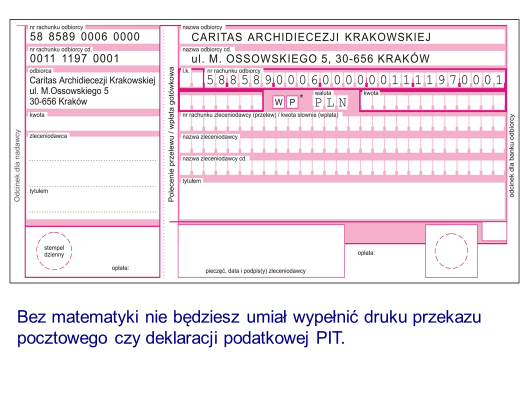 nr rachunku odbiorcy
58 8589 0006 0000
nr rachunku odbiorcy cd.
0011 1197 0001
odbiorca
Caritas Archidiecezji Krakowskiej
ul. M.Ossowskiego 5
30-656 Kraków
kwota
zleceniodawca
tytułem
stempel
dzienny
opłata:
Odcinek dla nadawcy
Polecenie przelewu / wpłata gotówkowa
nazwa odbiorcy
CARITAS ARCHIDIECEZJI KRAKOWSKIEJ
nazwa odbiorcy cd.
ul. M. OSSOWSKIEGO 5, 30-656 KRAKÓW
l.k.
nr rachunku odbiorcy
58858900060000001111970001
W P *
waluta
PLN
kwota
nr rachunku zleceniodawcy (przelew) / kwota słownie (wpłata)
nazwa zleceniodawcy
nazwa zleceniodawcy cd.
tytułem
pieczęć, data i podpis(y) zleceniodawcy
opłata:
odcinek dla banku odbiorcy
Bez matematyki nie będziesz umiał wypełnić druku przekazu
pocztowego czy deklaracji podatkowej PIT.